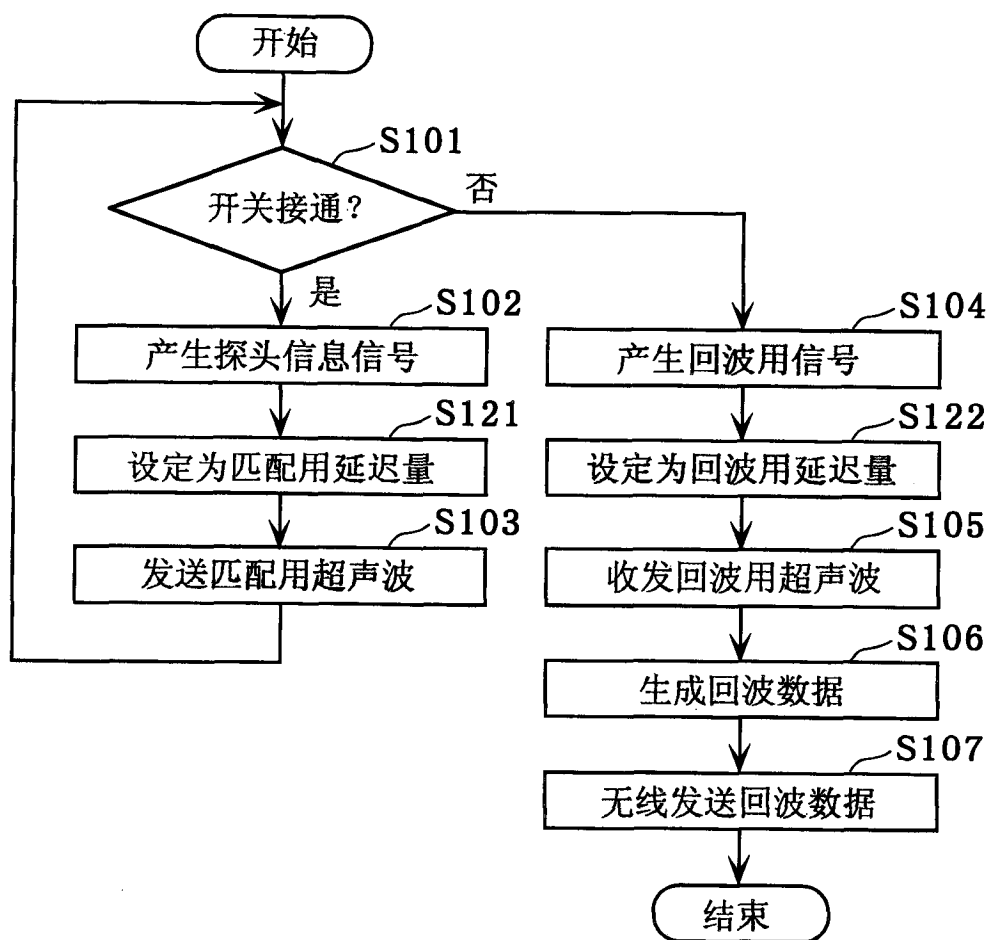 开始
S101
开关接通?
否
是
S102
产生探头信息信号
S121
设定为匹配用延迟量
S103
发送匹配用超声波
S104
产生回波用信号
S122
设定为回波用延迟量
S105
收发回波用超声波
S106
生成回波数据
S107
无线发送回波数据
结束